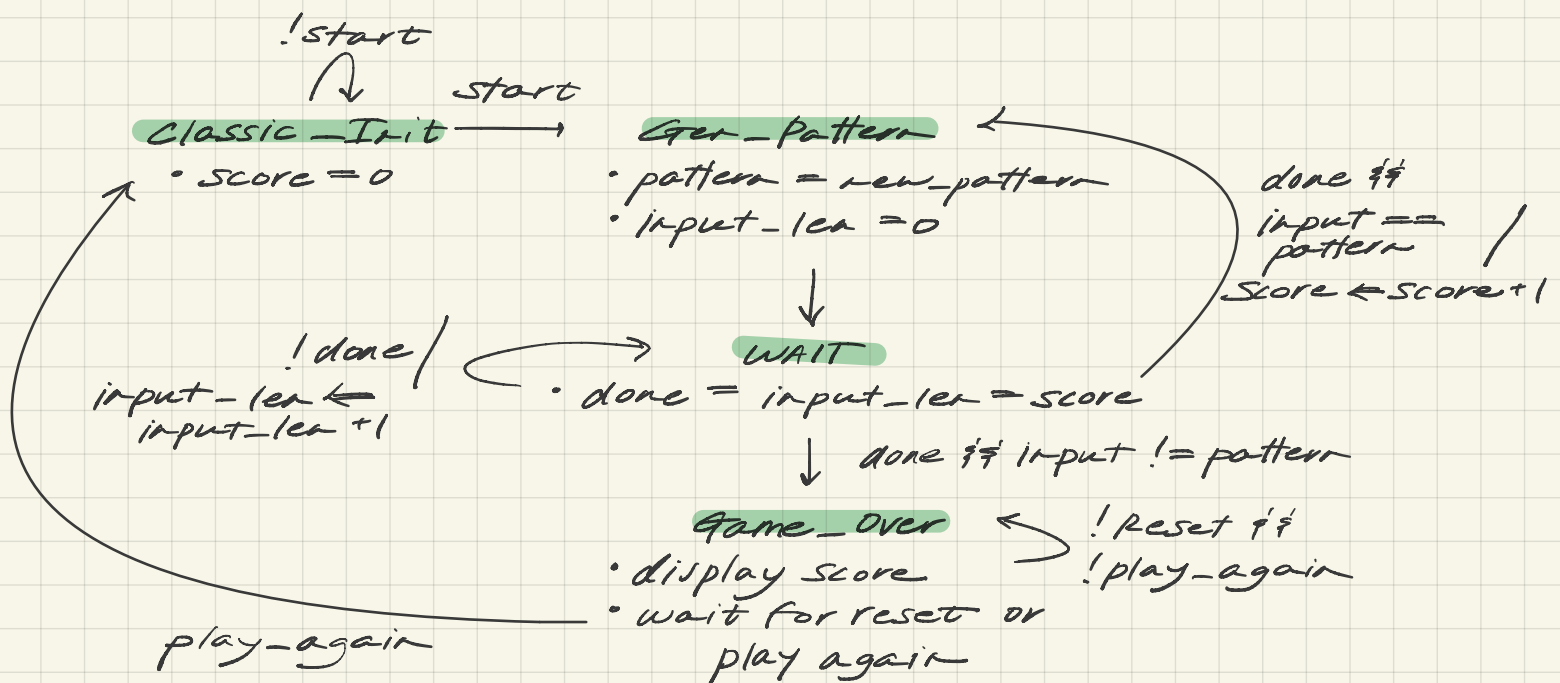 !start
start
Classic_Init
• score = 0
Gen_Pattern
• pattern = new_pattern
• input_len = 0
done &&
input ==
pattern /
score ← score+1
!done /
input_len ←
input_len +1
WAIT
• done = input_len = score
done && input != pattern
Game_Over
• display score
• wait for reset or
play again
!Reset &&
!play_again
play_again